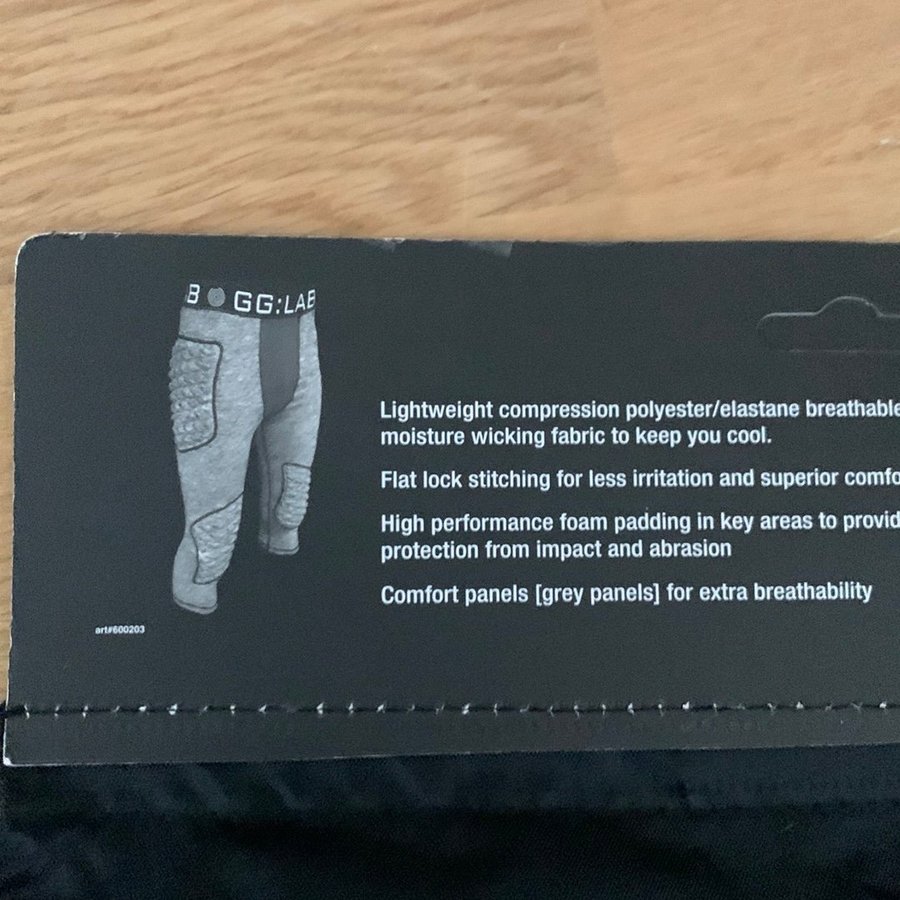 B GG:LAB
Lightweight compression polyester/elastane breathable
moisture wicking fabric to keep you cool.
Flat lock stitching for less irritation and superior comfo
High performance foam padding in key areas to provid
protection from impact and abrasion
Comfort panels [grey panels] for extra breathability
art#600203